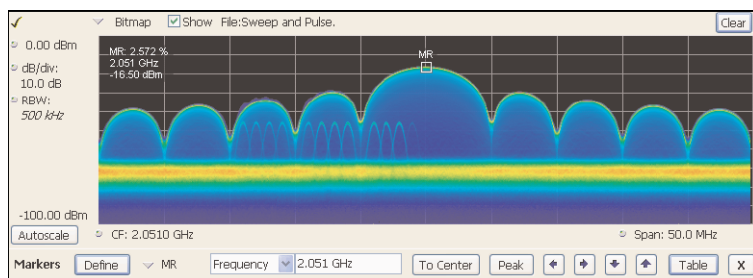 Bitmap Show File:Sweep and Pulse. Clear
0.00 dBm
dB/div:
10.0 dB
RBW:
500 kHz
MR: 2.572 %
2.051 GHz
-16.50 dBm
MR
-100.00 dBm
Autoscale CF: 2.0510 GHz Span: 50.0 MHz
Markers Define MR Frequency 2.051 GHz To Center Peak Table X